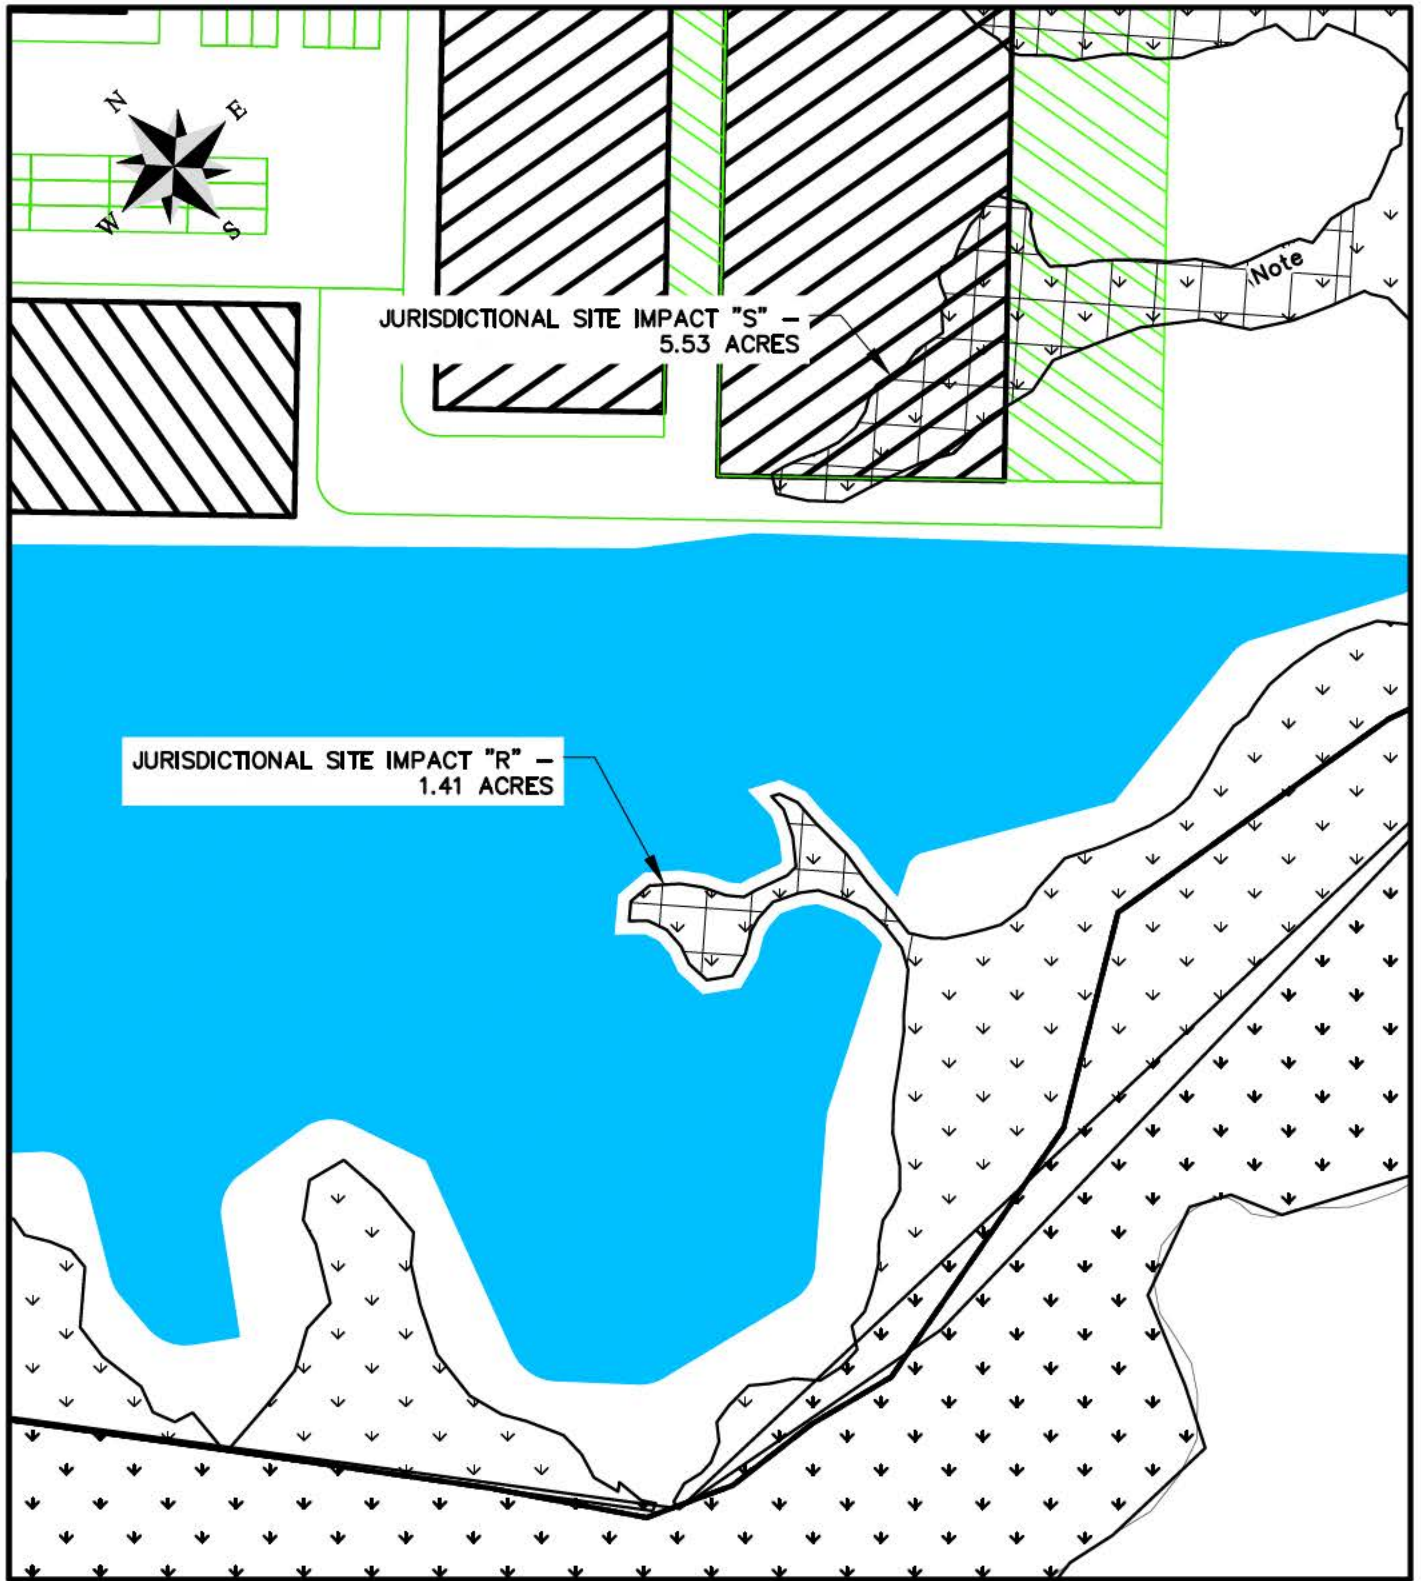 N
E
W
S
JURISDICTIONAL SITE IMPACT "S" –
5.53 ACRES
Note
JURISDICTIONAL SITE IMPACT "R" –
1.41 ACRES